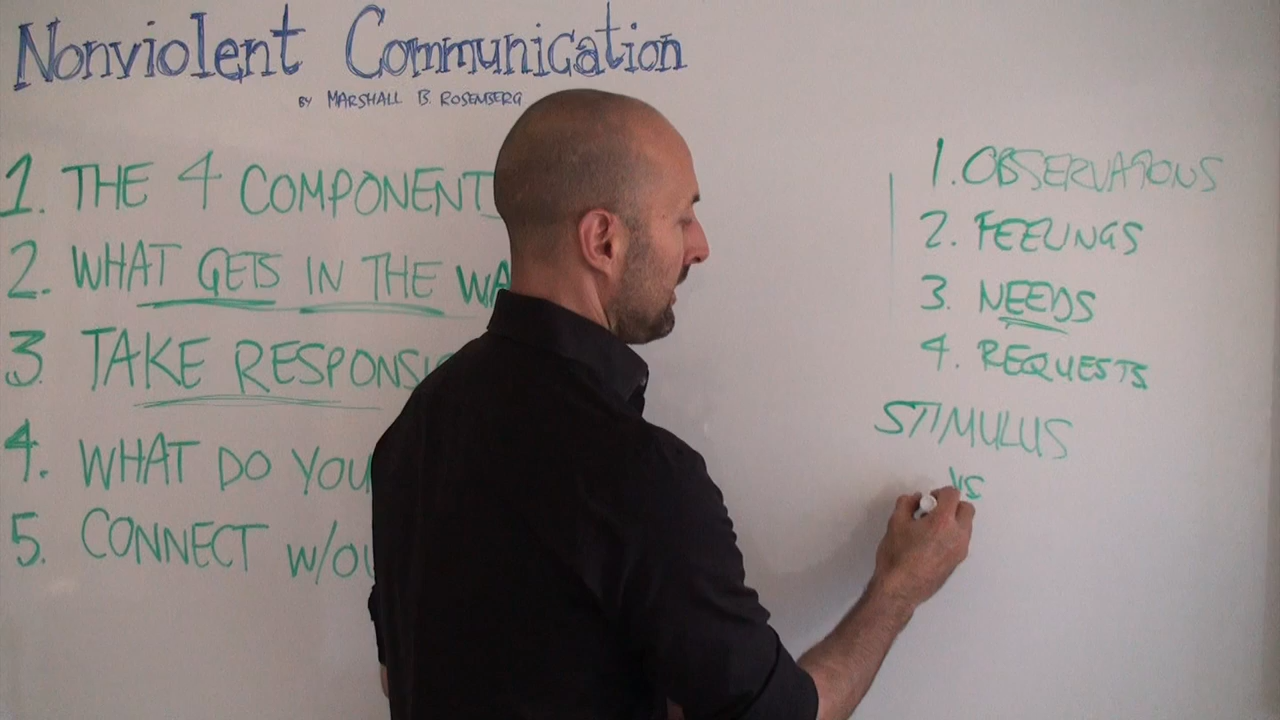 Nonviolent Communication
BY MARSHALL B. ROSENBERG
1. THE 4 COMPONENT
2. WHAT GETS IN THE WA
3. TAKE RESPONSI
4. WHAT DO YOU
5. CONNECT W/OU
1. OBSERVATIONS
2. FEELINGS
3. NEEDS
4. REQUESTS
STIMULUS
VS